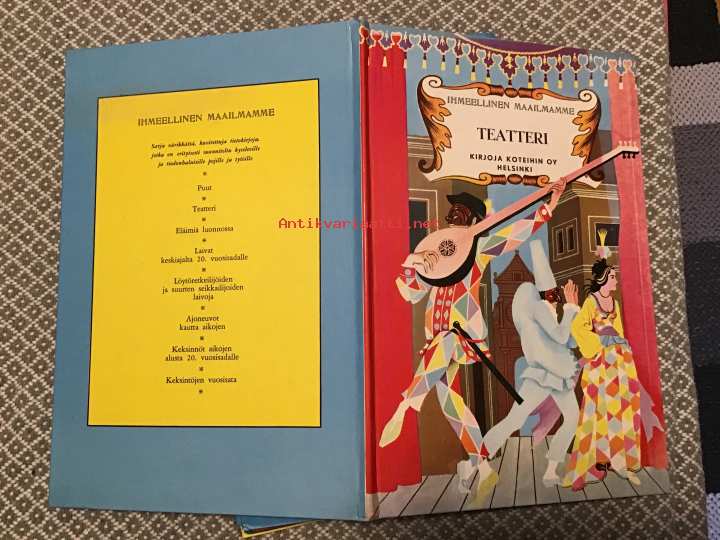 IHMEELLINEN MAAILMAMME
Sarja värikkäitä, kuvitettuja tietokirjoja,
jotka on erityisesti suunniteltu kyseleville
ja tiedonhaluisille pojille ja tytöille
*
Puut
*
Teatteri
*
Eläimiä luonnossa
*
Laivat
keskiajalta 20. vuosisadalle
*
Löytöretkeilijöiden
ja suurten seikkailijoiden
laivoja
*
Ajoneuvot
kautta aikojen
*
Keksinnöt aikojen
alusta 20. vuosisadalle
*
Keksintöjen vuosisata
*
IHMEELLINEN MAAILMAMME
TEATTERI
KIRJOJA KOTEIHIN OY
HELSINKI
Antikvariaatti.net